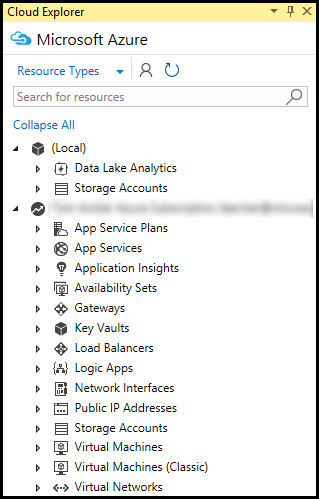 Cloud Explorer
Microsoft Azure
Resource Types
Search for resources
Collapse All
(Local)
Data Lake Analytics
Storage Accounts
App Service Plans
App Services
Application Insights
Availability Sets
Gateways
Key Vaults
Load Balancers
Logic Apps
Network Interfaces
Public IP Addresses
Storage Accounts
Virtual Machines
Virtual Machines (Classic)
Virtual Networks